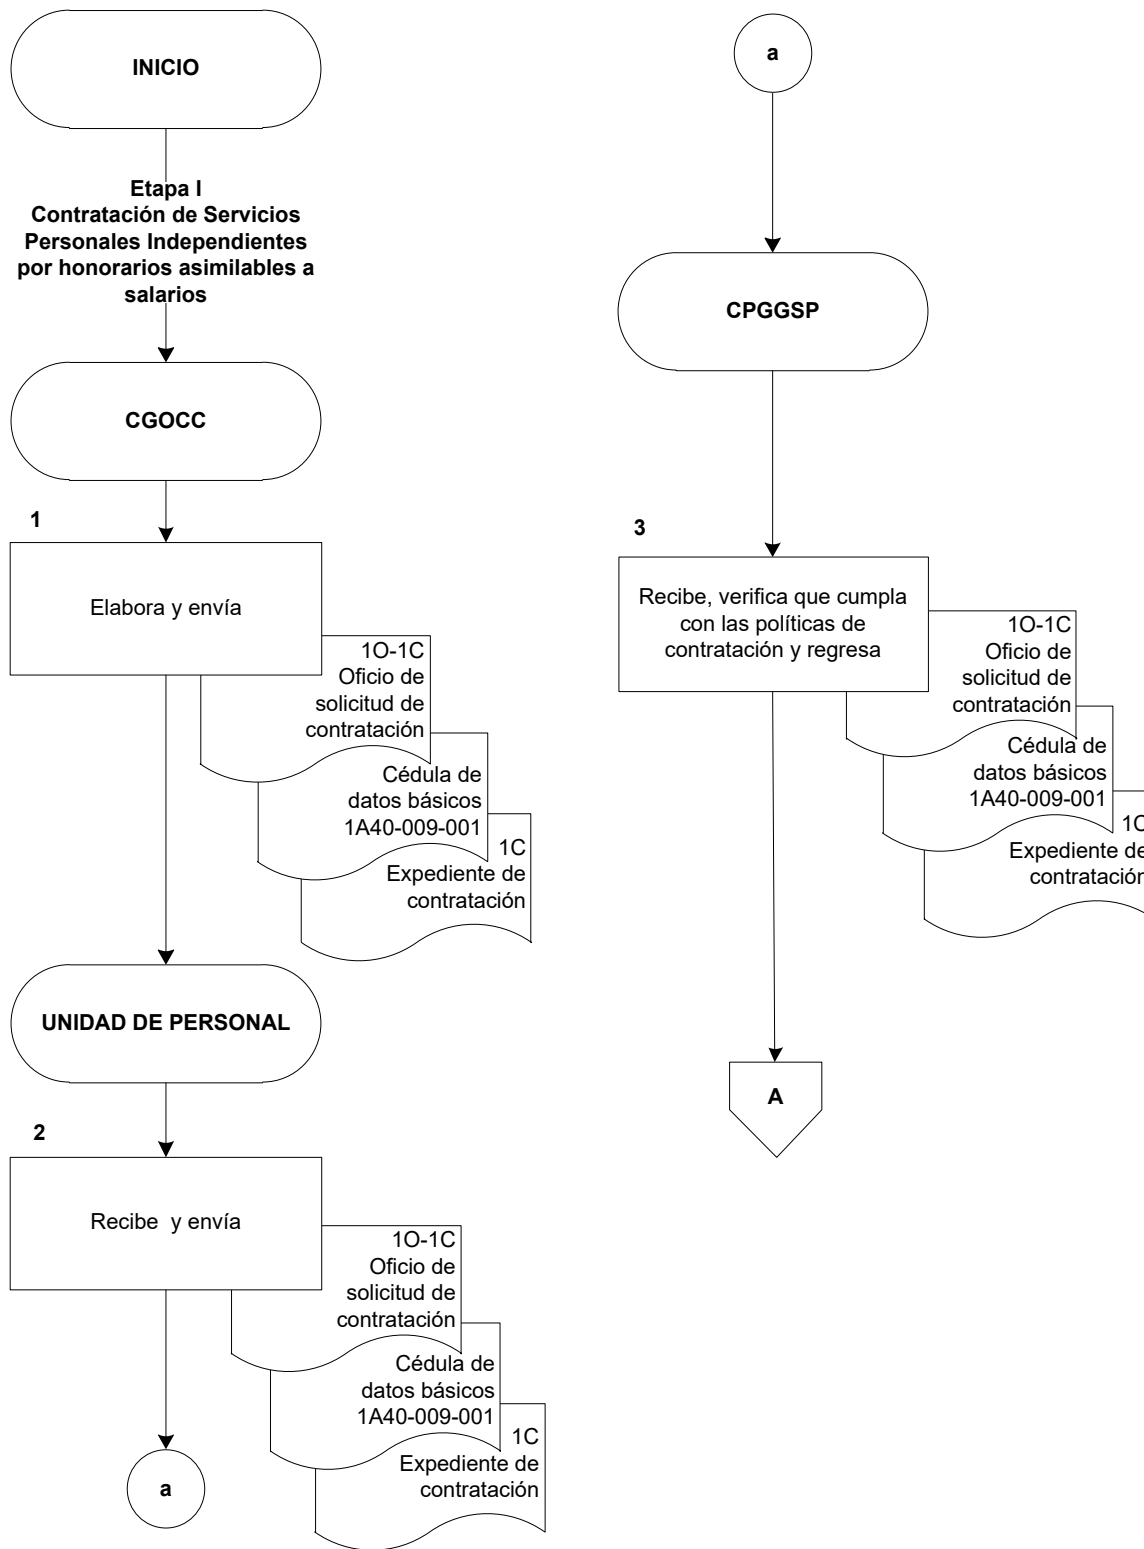 INICIO
Etapa I
Contratación de Servicios
Personales Independientes
por honorarios asimilables a
salarios
CGOCC
1
Elabora y envía
1O-1C
Oficio de
solicitud de
contratación
Cédula de
datos básicos
1A40-009-001
1C
Expediente de
contratación
UNIDAD DE PERSONAL
2
Recibe y envía
1O-1C
Oficio de
solicitud de
contratación
Cédula de
datos básicos
1A40-009-001
1C
Expediente de
contratación
a
a
CPGGSP
3
Recibe, verifica que cumpla
con las políticas de
contratación y regresa
1O-1C
Oficio de
solicitud de
contratación
Cédula de
datos básicos
1A40-009-001
1C
Expediente de
contratación
A